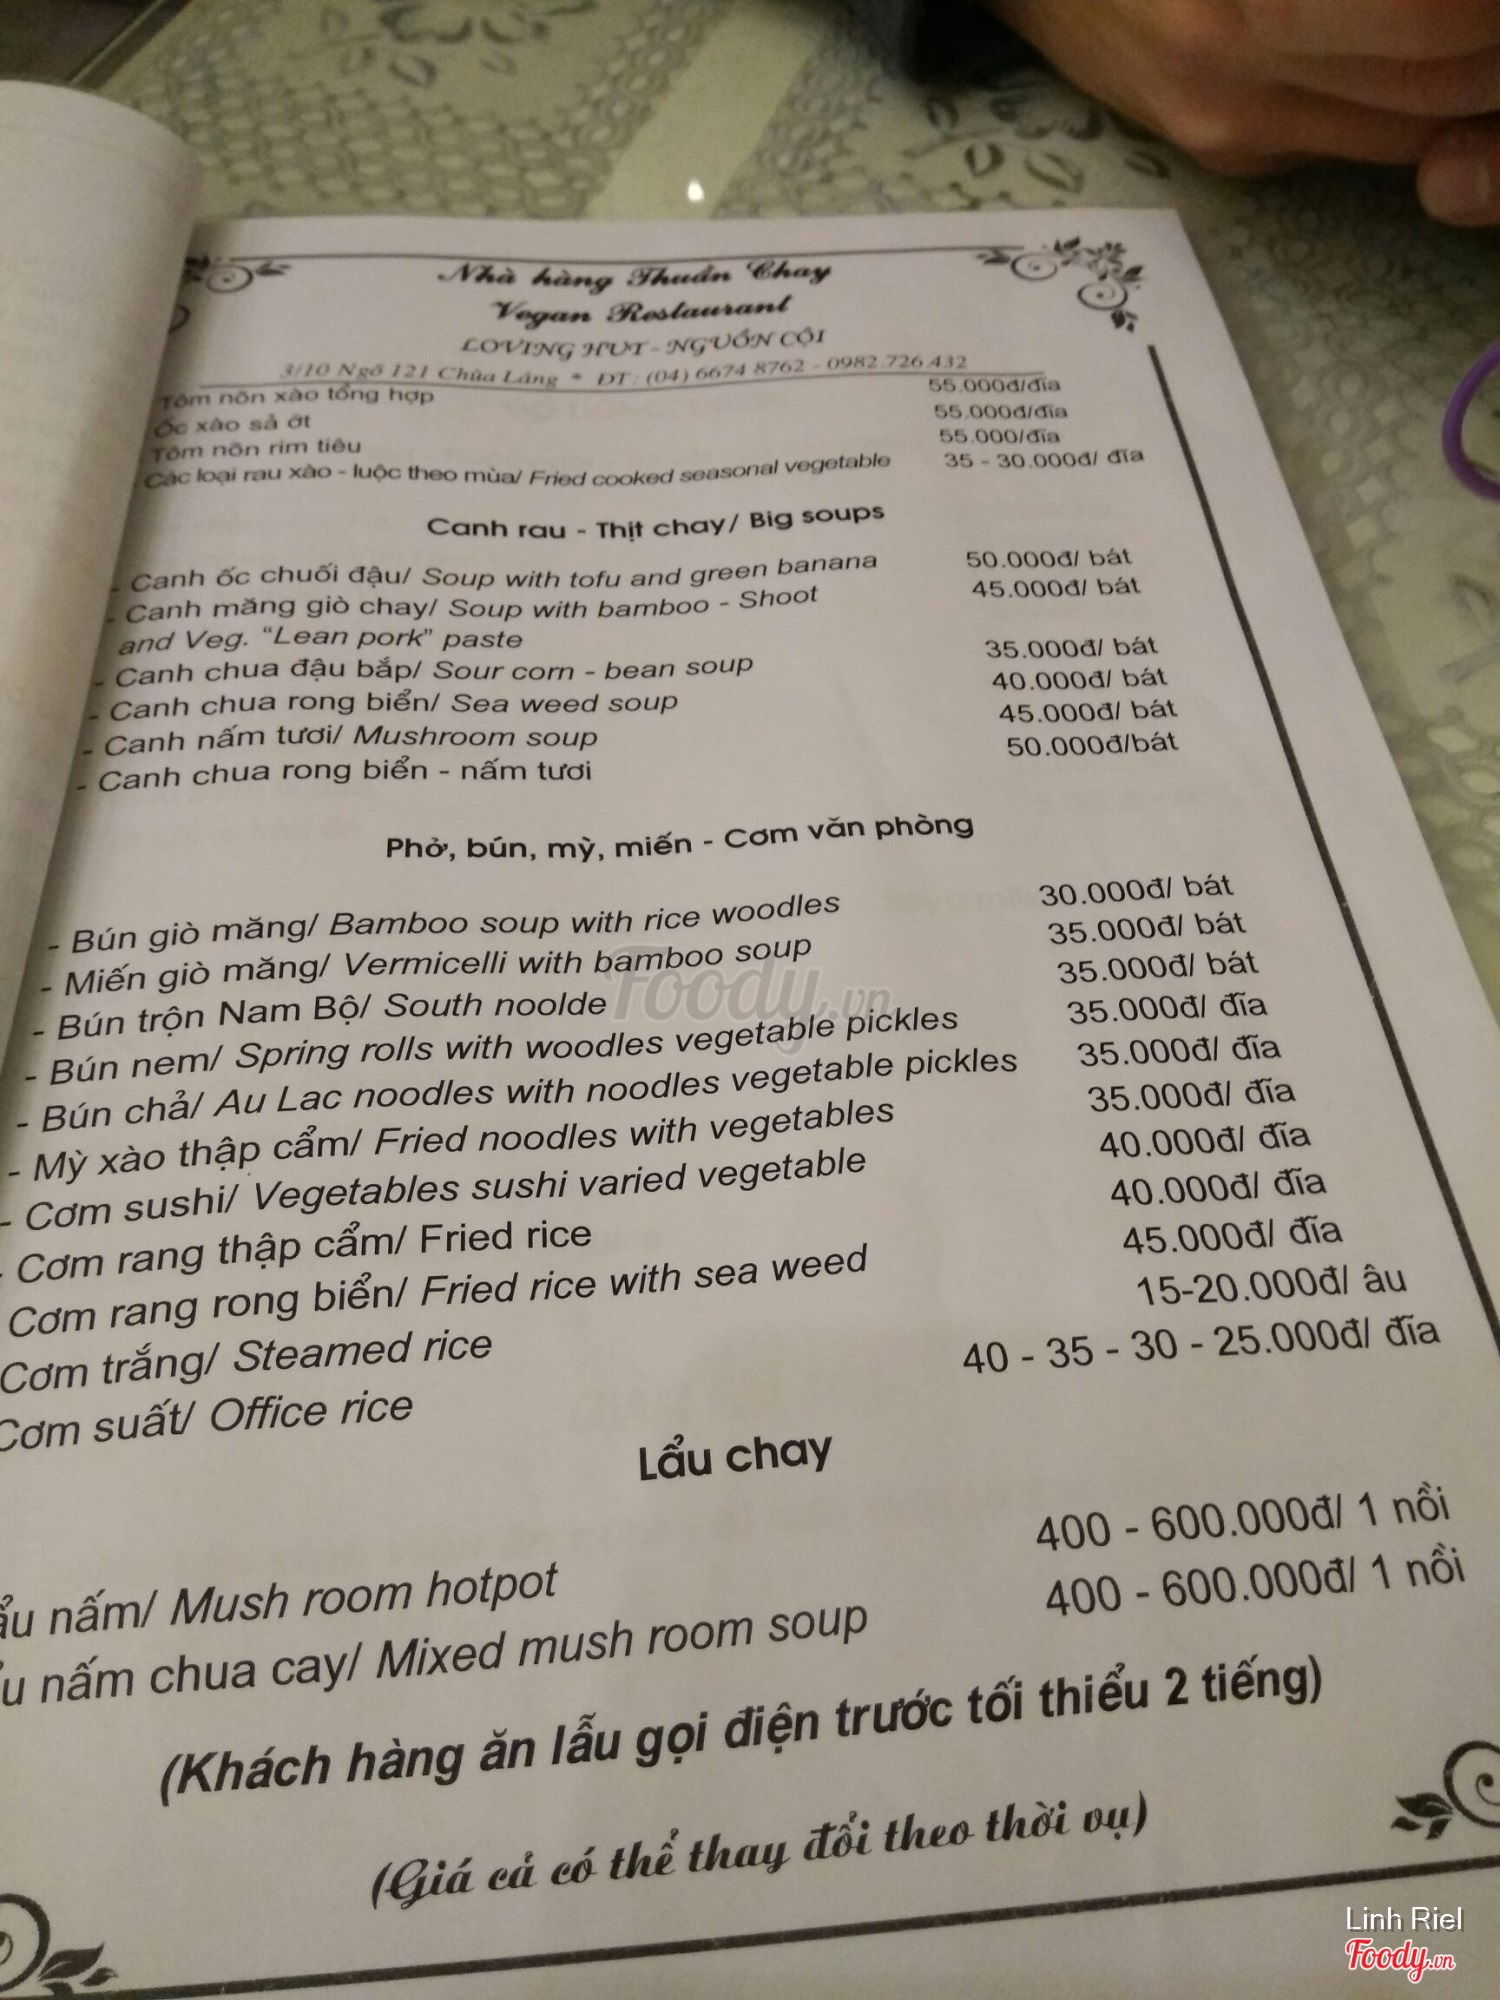 Nhà hàng Thuần Chay
Vegan Restaurant
LOVING HUT - NGUỒN CỘI
3/10 Ngõ 121 Chùa Láng * ĐT : (04) 6674 8762 - 0982.726.432
Tôm nõn xào tổng hợp 55.000đ/đĩa
Ốc xào sả ớt 55.000đ/đĩa
Tôm nõn rim tiêu 55.000/đĩa
Các loại rau xào - luộc theo mùa/ Fried cooked seasonal vegetable 35 - 30.000đ/ đĩa
Canh rau - Thịt chay/ Big soups
- Canh ốc chuối đậu/ Soup with tofu and green banana 50.000đ/ bát
- Canh măng giò chay/ Soup with bamboo - Shoot 45.000đ/ bát
and Veg. “Lean pork” paste
- Canh chua đậu bắp/ Sour corn - bean soup 35.000đ/ bát
- Canh chua rong biển/ Sea weed soup 40.000đ/ bát
- Canh nấm tươi/ Mushroom soup 45.000đ/ bát
- Canh chua rong biển - nấm tươi 50.000đ/bát
Phở, bún, mỳ, miến - Cơm văn phòng
- Bún giò măng/ Bamboo soup with rice woodles 30.000đ/ bát
- Miến giò măng/ Vermicelli with bamboo soup 35.000đ/ bát
- Bún trộn Nam Bộ/ South noolde 35.000đ/ bát
- Bún nem/ Spring rolls with woodles vegetable pickles 35.000đ/ đĩa
- Bún chả/ Au Lac noodles with noodles vegetable pickles 35.000đ/ đĩa
- Mỳ xào thập cẩm/ Fried noodles with vegetables 35.000đ/ đĩa
- Cơm sushi/ Vegetables sushi varied vegetable 40.000đ/ đĩa
- Cơm rang thập cẩm/ Fried rice 40.000đ/ đĩa
Cơm rang rong biển/ Fried rice with sea weed 45.000đ/ đĩa
Cơm trắng/ Steamed rice 15-20.000đ/ âu
Cơm suất/ Office rice 40 - 35 - 30 - 25.000đ/ đĩa
Lẩu chay
ẩu nấm/ Mush room hotpot 400 - 600.000đ/ 1 nồi
ẩu nấm chua cay/ Mixed mush room soup 400 - 600.000đ/ 1 nồi
(Khách hàng ăn lẫu gọi điện trước tối thiểu 2 tiếng)
(Giá cả có thể thay đổi theo thời vụ)
Foody.vn
Linh Riel
Foody.vn